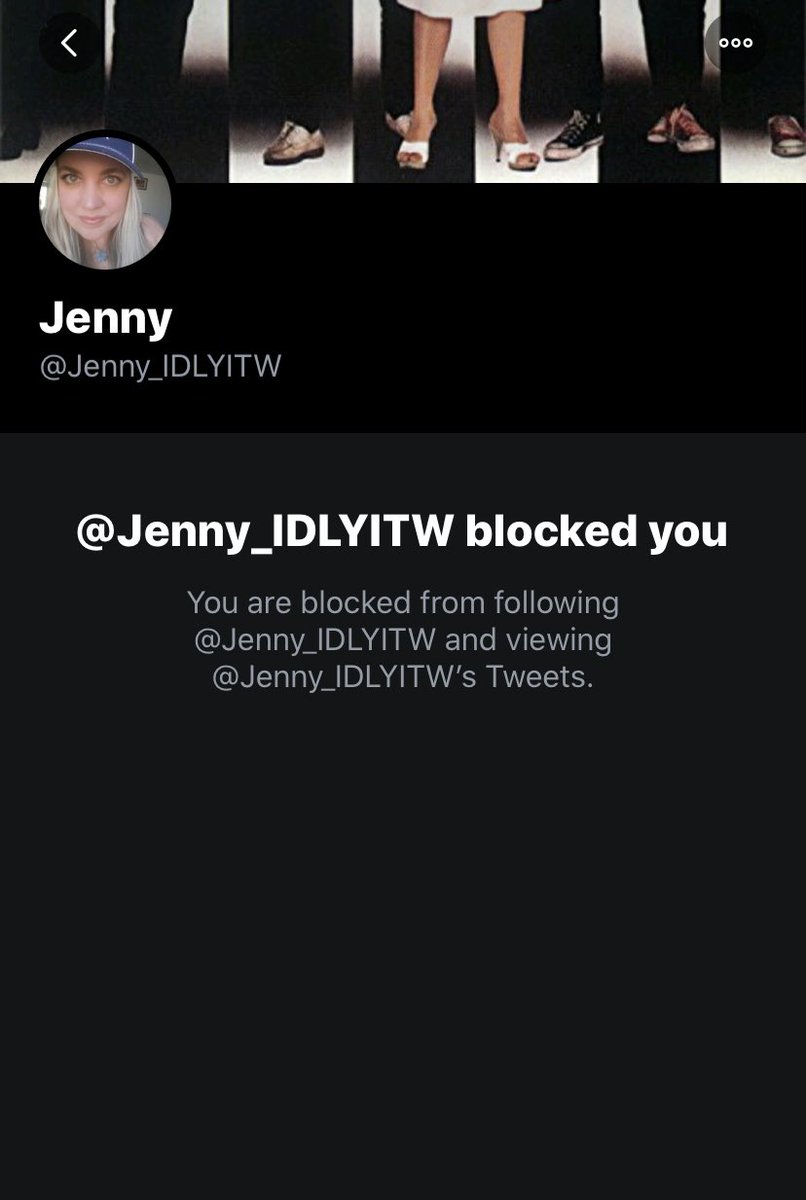 Jenny
@Jenny_IDLYITW
@Jenny_IDLYITW blocked you
You are blocked from following
@Jenny_IDLYITW and viewing
@Jenny_IDLYITW’s Tweets.